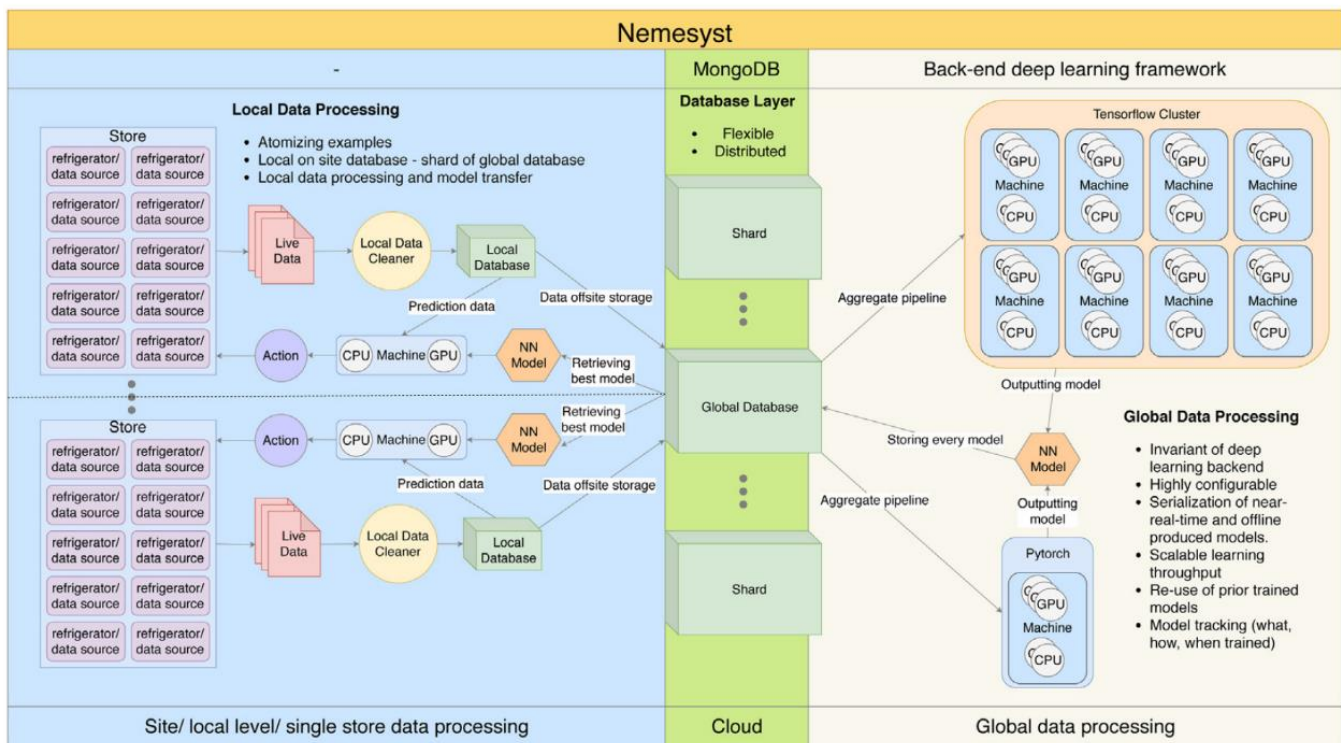 Nemesyst
-
MongoDB
Back-end deep learning framework
Local Data Processing
• Atomizing examples
• Local on site database - shard of global database
• Local data processing and model transfer
Store
refrigerator/
data source
refrigerator/
data source
refrigerator/
data source
refrigerator/
data source
refrigerator/
data source
refrigerator/
data source
refrigerator/
data source
refrigerator/
data source
refrigerator/
data source
refrigerator/
data source
Live
Data
Local Data
Cleaner
Local
Database
Prediction data
Data offsite storage
Action
CPU
Machine
GPU
NN
Model
Retrieving
best model
Store
refrigerator/
data source
refrigerator/
data source
refrigerator/
data source
refrigerator/
data source
refrigerator/
data source
refrigerator/
data source
refrigerator/
data source
refrigerator/
data source
refrigerator/
data source
refrigerator/
data source
Action
CPU
Machine
GPU
NN
Model
Retrieving
best model
Prediction data
Data offsite storage
Live
Data
Local Data
Cleaner
Local
Database
Database Layer
• Flexible
• Distributed
Shard
Global Database
Shard
Aggregate pipeline
Storing every model
Aggregate pipeline
Tensorflow Cluster
GPU
Machine
CPU
GPU
Machine
CPU
GPU
Machine
CPU
GPU
Machine
CPU
GPU
Machine
CPU
GPU
Machine
CPU
GPU
Machine
CPU
GPU
Machine
CPU
Outputting model
NN
Model
Outputting
model
Pytorch
GPU
Machine
CPU
Global Data Processing
• Invariant of deep
learning backend
• Highly configurable
• Serialization of near-
real-time and offline
produced models.
• Scalable learning
throughput
• Re-use of prior trained
models
• Model tracking (what,
how, when trained)
Site/ local level/ single store data processing
Cloud
Global data processing